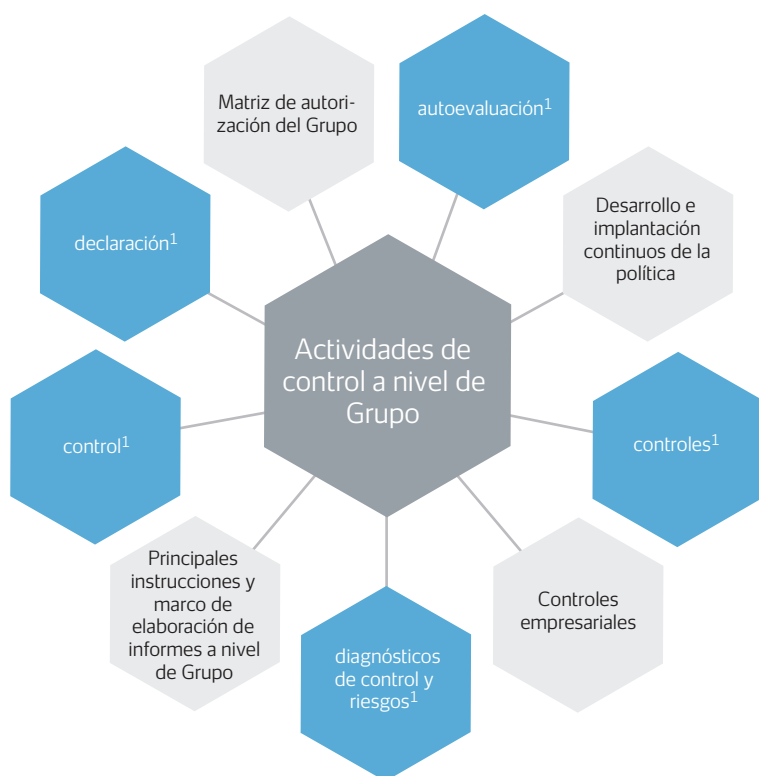 Matriz de autori-
zación del Grupo
autoevaluación¹
Desarrollo e
implantación
continuos de la
política
declaración¹
Actividades de
control a nivel de
Grupo
control¹
controles¹
Principales
instrucciones y
marco de
elaboración de
informes a nivel
de Grupo
Controles
empresariales
diagnósticos
de control y
riesgos¹